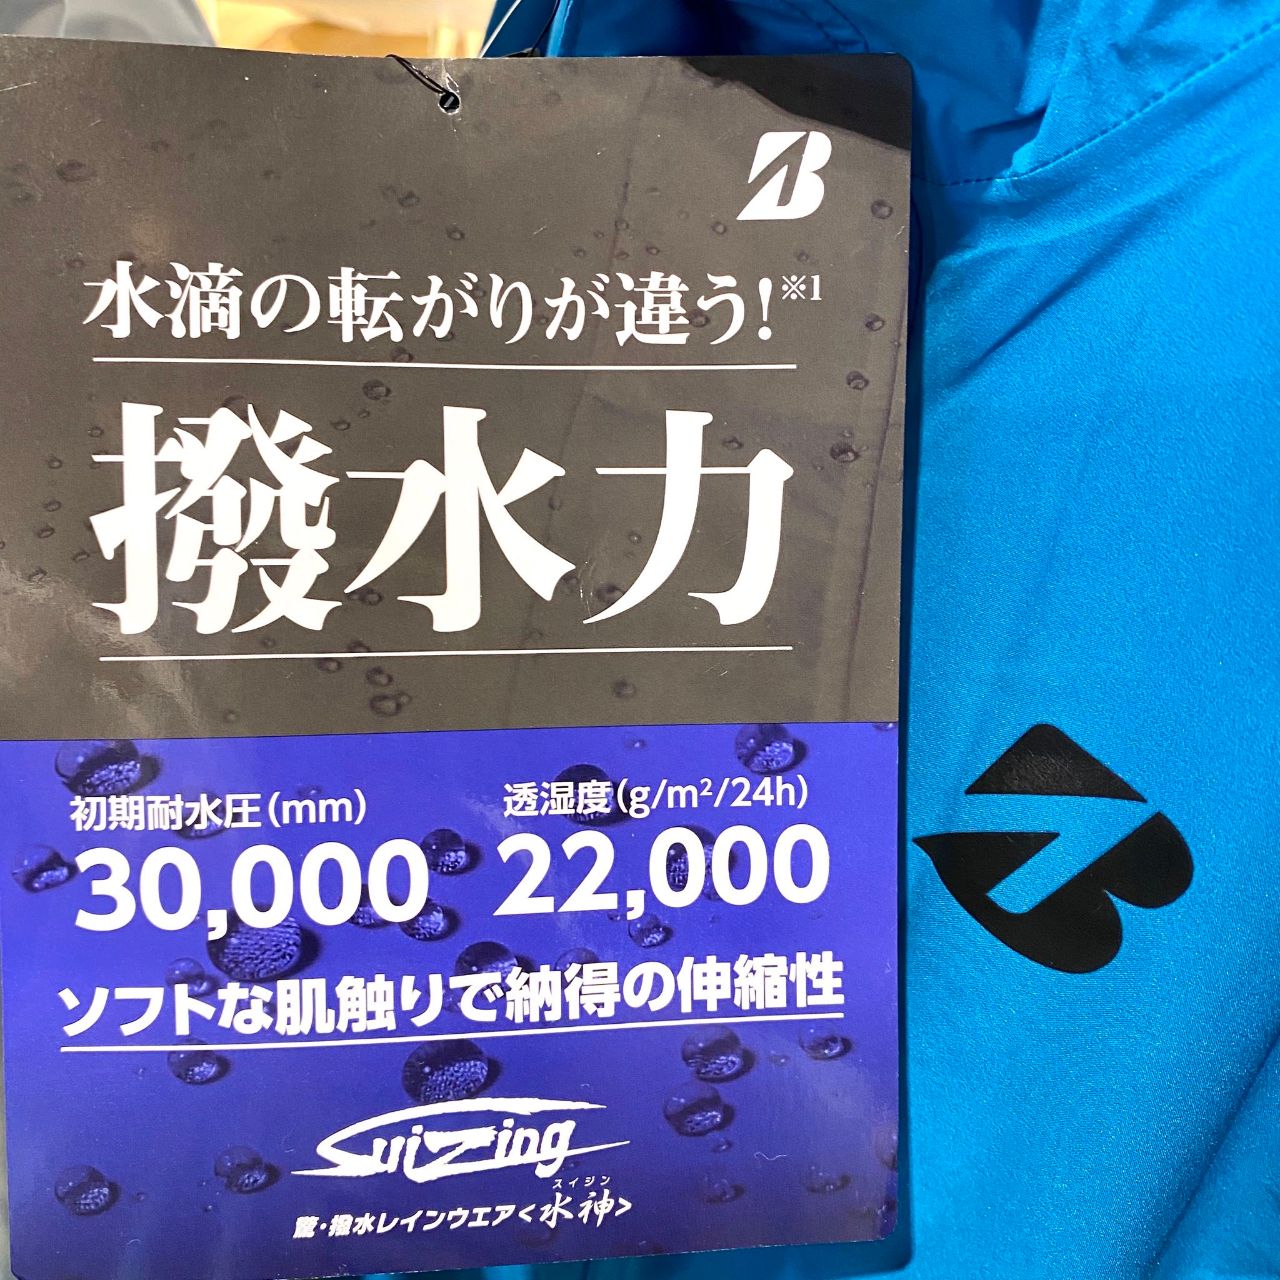 B
水滴の転がりが違う!※1
撥水力
初期耐水圧(mm)
30,000
透湿度(g/m²/24h)
22,000
ソフトな肌触りで納得の伸縮性
Suizing
スイジン
驚・撥水レインウエア<水神>
B